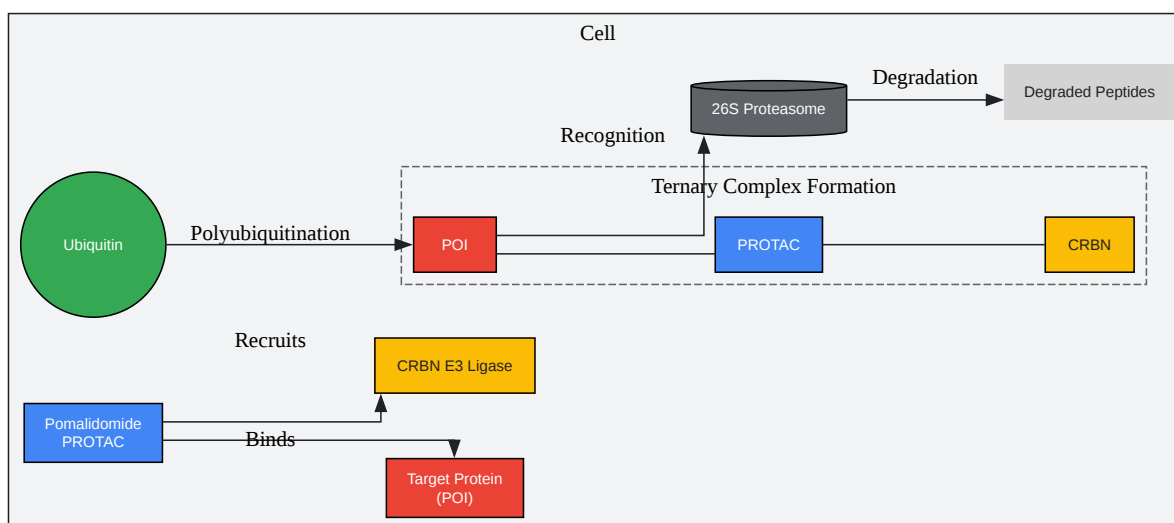 Cell
Degradation
26S Proteasome
Degraded Peptides
Recognition
Ternary Complex Formation
Ubiquitin
Polyubiquitination
POI
PROTAC
CRBN
Recruits
CRBN E3 Ligase
Pomalidomide
PROTAC
Binds
Target Protein
(POI)